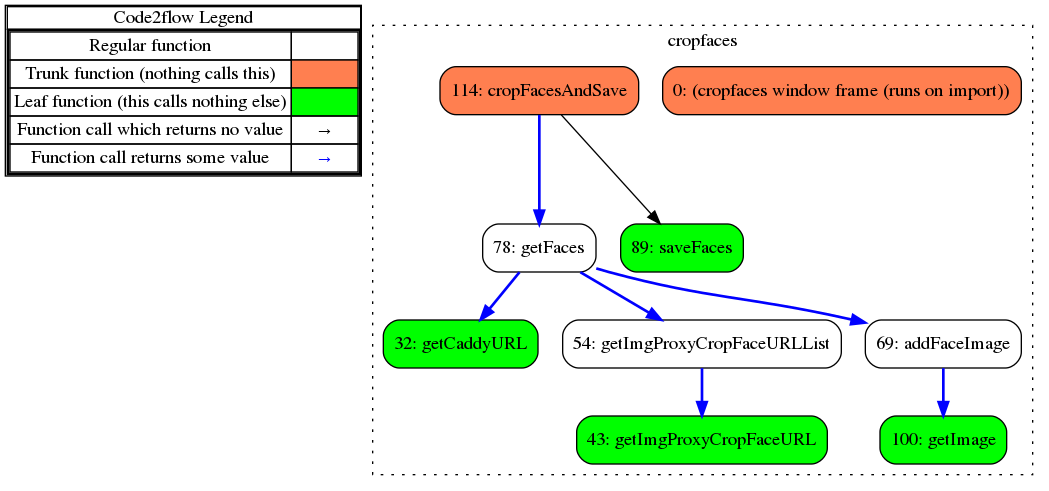 Code2flow Legend
Regular function
Trunk function (nothing calls this)
Leaf function (this calls nothing else)
Function call which returns no value →
Function call returns some value →
cropfaces
114: cropFacesAndSave
0: (cropfaces window frame (runs on import))
78: getFaces
89: saveFaces
32: getCaddyURL
54: getImgProxyCropFaceURLList
69: addFaceImage
43: getImgProxyCropFaceURL
100: getImage